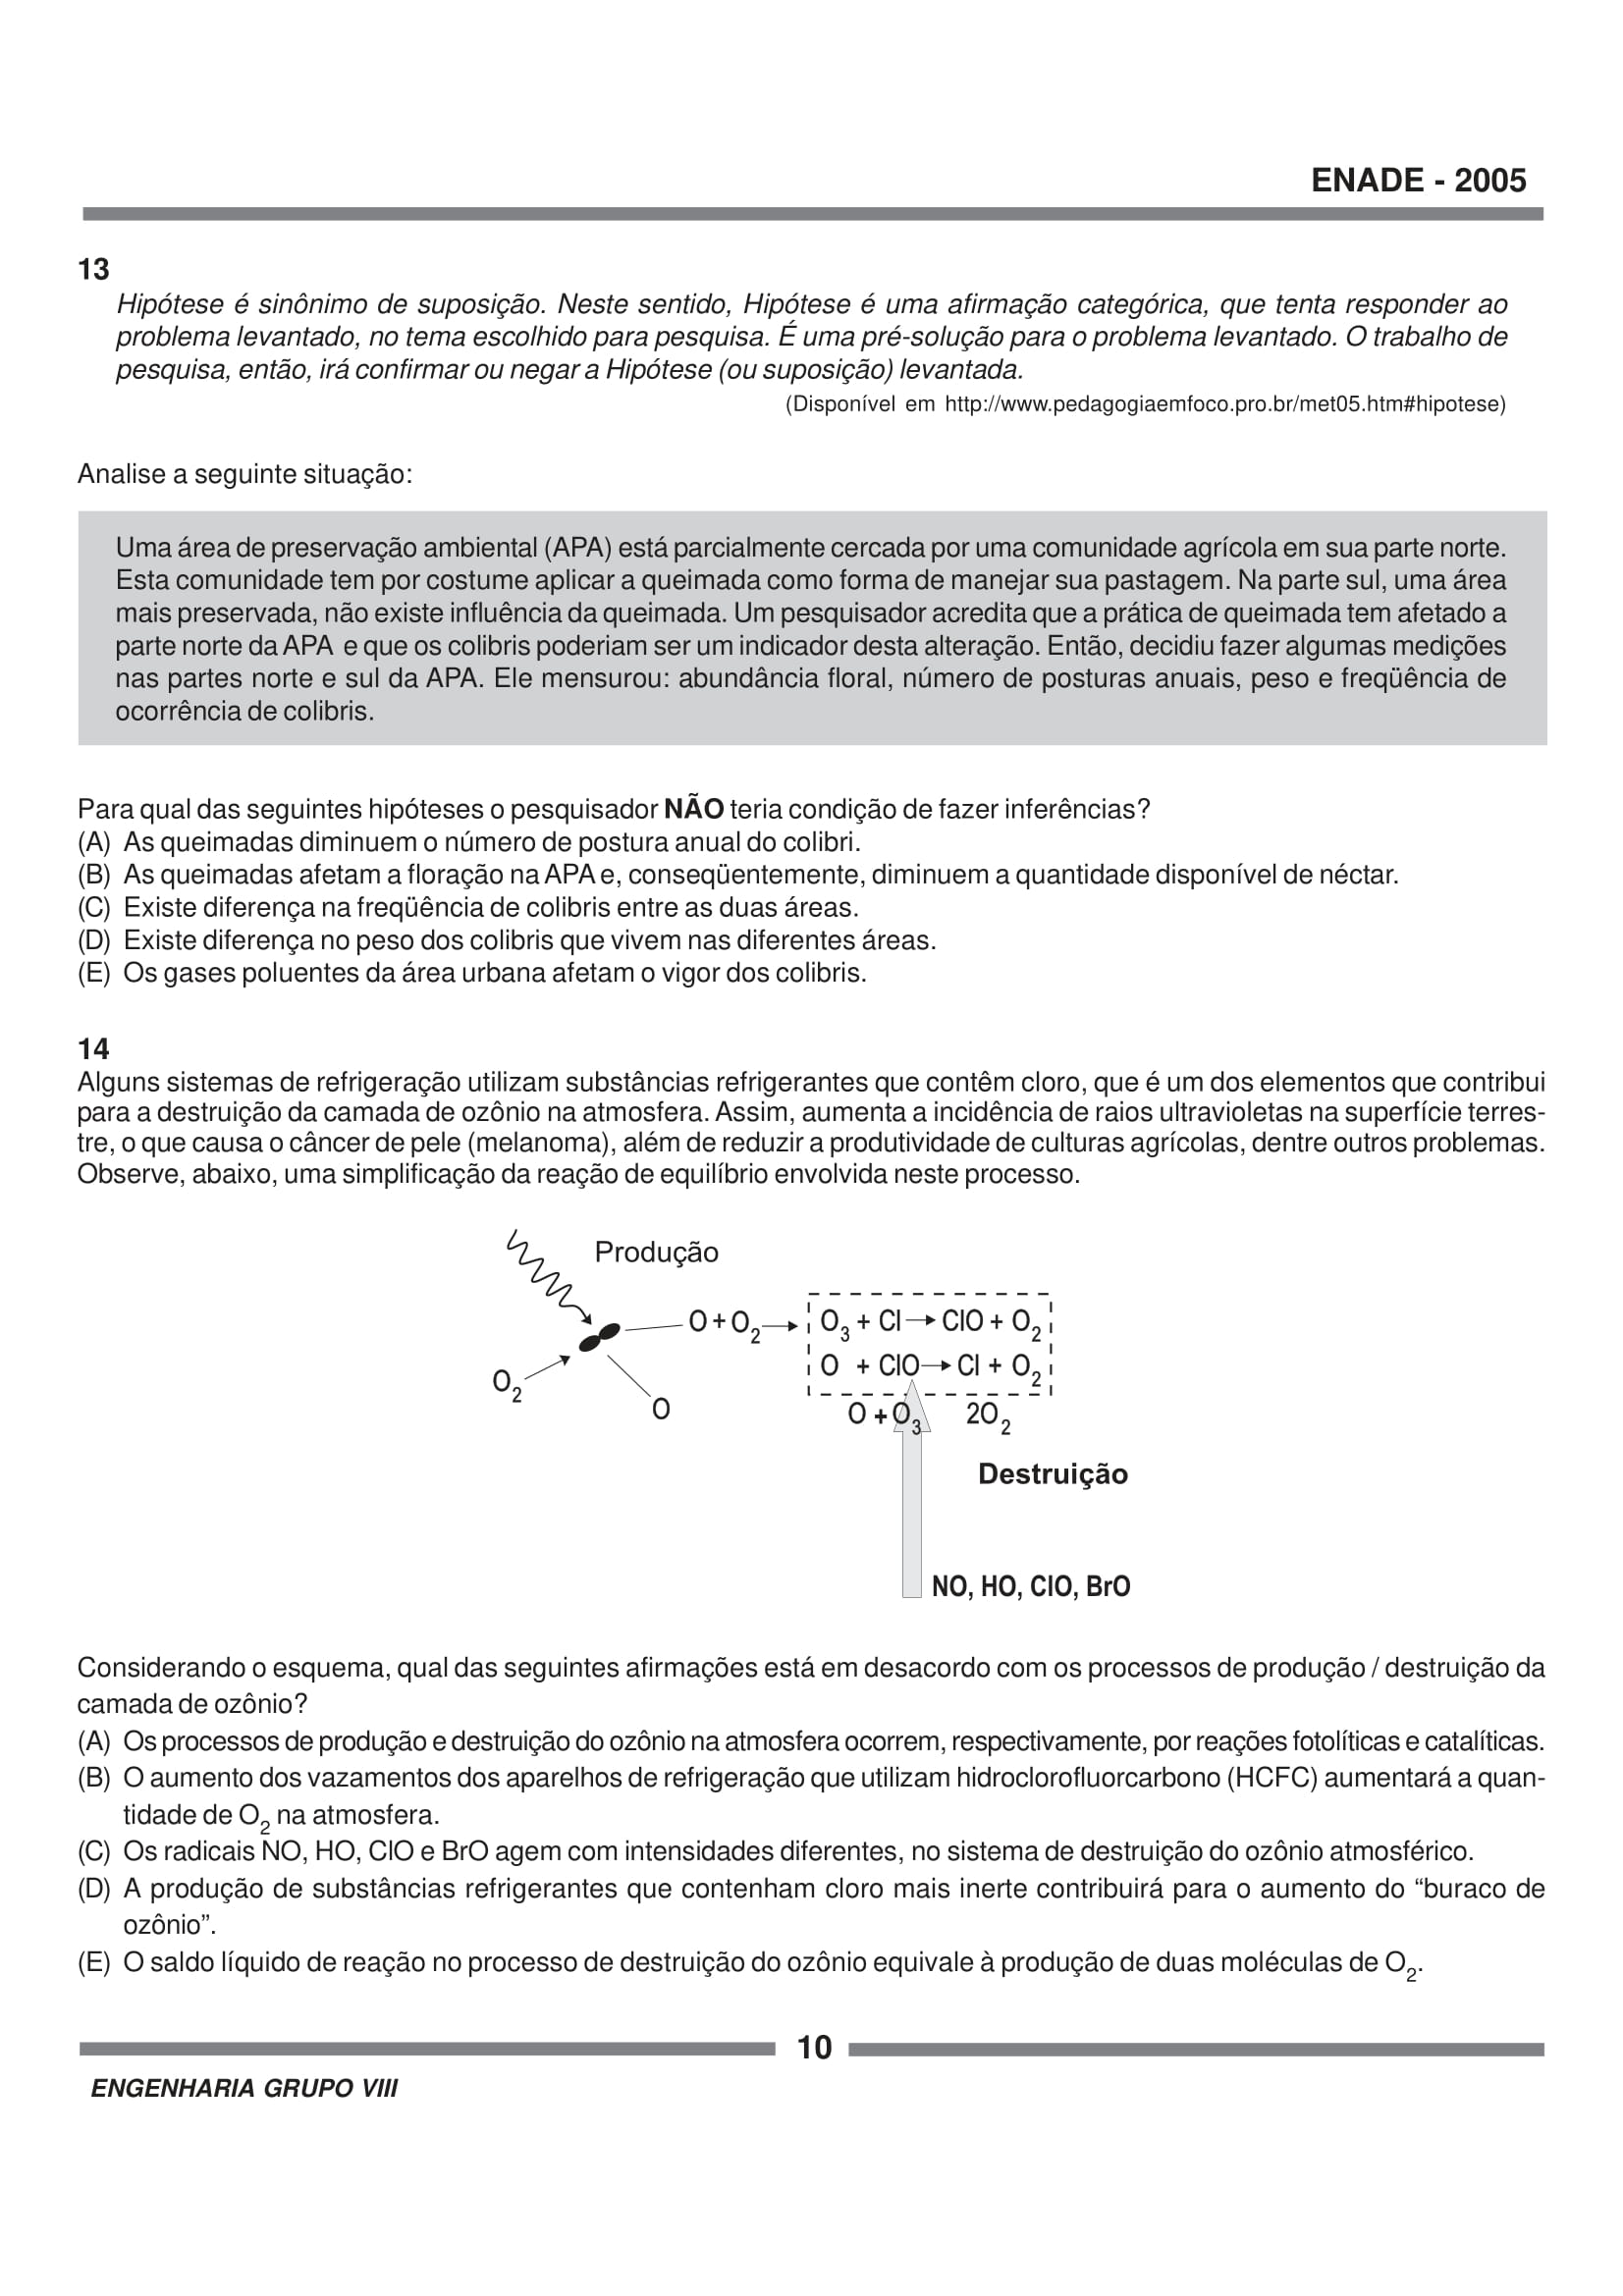 ENADE - 2005
13
Hipótese é sinônimo de suposição. Neste sentido, Hipótese é uma afirmação categórica, que tenta responder ao
problema levantado, no tema escolhido para pesquisa. É uma pré-solução para o problema levantado. O trabalho de
pesquisa, então, irá confirmar ou negar a Hipótese (ou suposição) levantada.
(Disponível em http://www.pedagogiaemfoco.pro.br/met05.htm#hipotese)
Analise a seguinte situação:
Uma área de preservação ambiental (APA) está parcialmente cercada por uma comunidade agrícola em sua parte norte.
Esta comunidade tem por costume aplicar a queimada como forma de manejar sua pastagem. Na parte sul, uma área
mais preservada, não existe influência da queimada. Um pesquisador acredita que a prática de queimada tem afetado a
parte norte da APA e que os colibris poderiam ser um indicador desta alteração. Então, decidiu fazer algumas medições
nas partes norte e sul da APA. Ele mensurou: abundância floral, número de posturas anuais, peso e freqüência de
ocorrência de colibris.
Para qual das seguintes hipóteses o pesquisador NÃO teria condição de fazer inferências?
(A) As queimadas diminuem o número de postura anual do colibri.
(B) As queimadas afetam a floração na APA e, conseqüentemente, diminuem a quantidade disponível de néctar.
(C) Existe diferença na freqüência de colibris entre as duas áreas.
(D) Existe diferença no peso dos colibris que vivem nas diferentes áreas.
(E) Os gases poluentes da área urbana afetam o vigor dos colibris.
14
Alguns sistemas de refrigeração utilizam substâncias refrigerantes que contêm cloro, que é um dos elementos que contribui
para a destruição da camada de ozônio na atmosfera. Assim, aumenta a incidência de raios ultravioletas na superfície terres-
tre, o que causa o câncer de pele (melanoma), além de reduzir a produtividade de culturas agrícolas, dentre outros problemas.
Observe, abaixo, uma simplificação da reação de equilíbrio envolvida neste processo.
Produção
O + O2 → O3 + Cl → ClO + O2
O + ClO → Cl + O2
O2
O
O + O3 2O2
Destruição
NO, HO, ClO, BrO
Considerando o esquema, qual das seguintes afirmações está em desacordo com os processos de produção / destruição da
camada de ozônio?
(A) Os processos de produção e destruição do ozônio na atmosfera ocorrem, respectivamente, por reações fotolíticas e catalíticas.
(B) O aumento dos vazamentos dos aparelhos de refrigeração que utilizam hidroclorofluorcarbono (HCFC) aumentará a quan-
tidade de O2 na atmosfera.
(C) Os radicais NO, HO, ClO e BrO agem com intensidades diferentes, no sistema de destruição do ozônio atmosférico.
(D) A produção de substâncias refrigerantes que contenham cloro mais inerte contribuirá para o aumento do “buraco de
ozônio”.
(E) O saldo líquido de reação no processo de destruição do ozônio equivale à produção de duas moléculas de O2.
10
ENGENHARIA GRUPO VIII